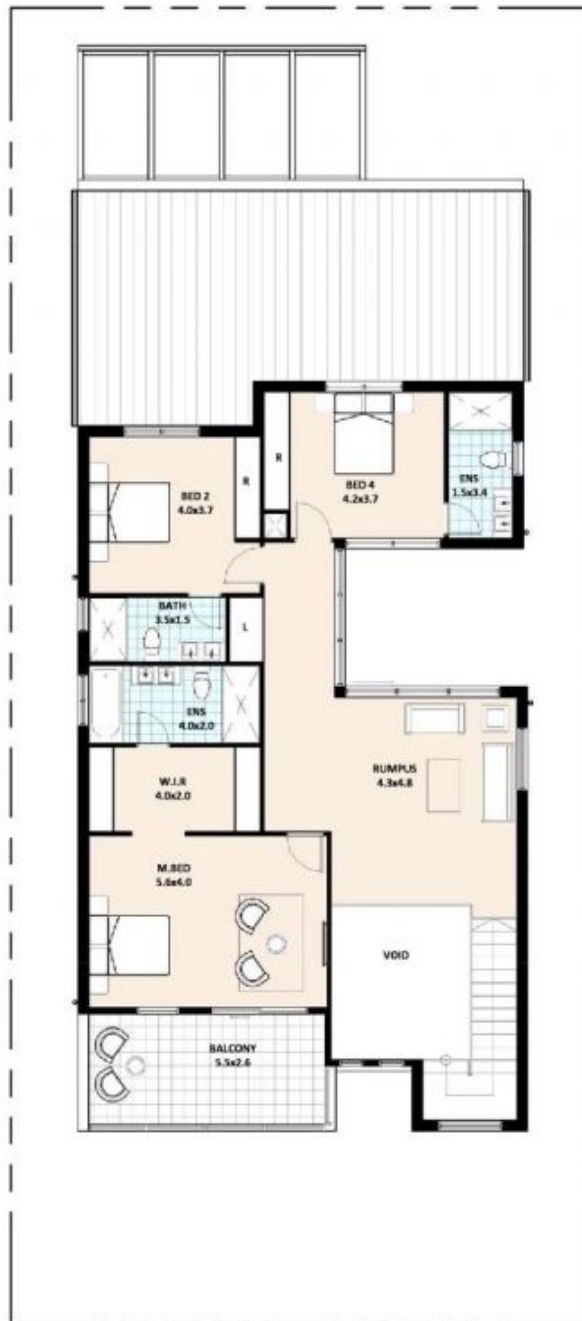 BED 4
4.2x3.7
R
ENS
1.5x3.4
BED 2
4.0x3.7
R
BATH
3.5x1.5
L
ENS
4.0x2.0
W.I.R
4.0x2.0
RUMPUS
4.3x4.8
M.BED
5.6x4.0
VOID
BALCONY
5.5x2.6